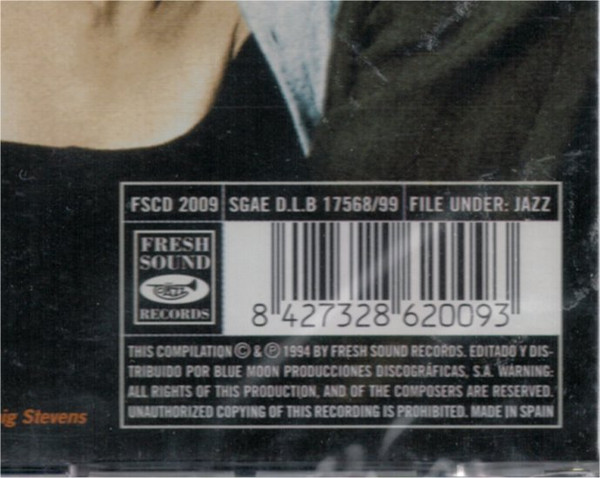 FSCD 2009 SGAE D.L.B 17568/99 FILE UNDER: JAZZ
FRESH
SOUND
JAZZ
RECORDS
8 427328 620093
THIS COMPILATION © & ℗ 1994 BY FRESH SOUND RECORDS. EDITADO Y DIS-
TRIBUIDO POR BLUE MOON PRODUCCIONES DISCOGRÁFICAS, S.A. WARNING:
ALL RIGHTS OF THIS PRODUCTION, AND OF THE COMPOSERS ARE RESERVED.
UNAUTHORIZED COPYING OF THIS RECORDING IS PROHIBITED. MADE IN SPAIN
ig Stevens